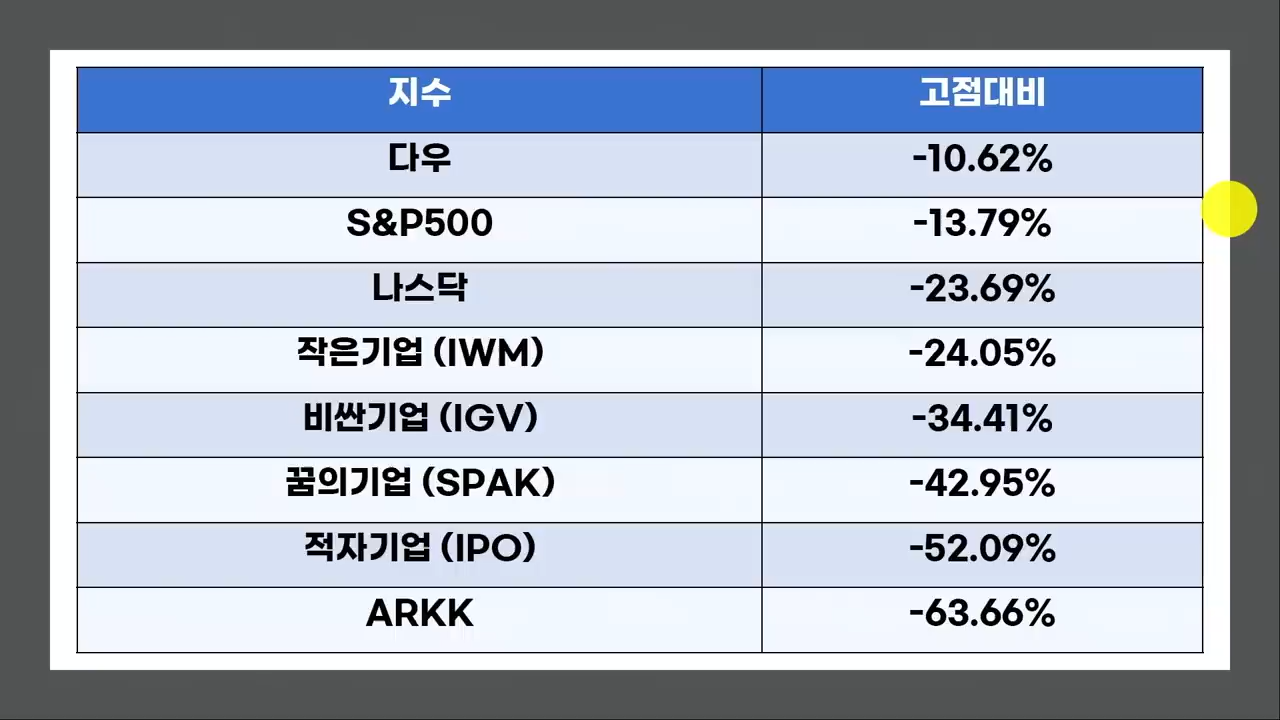 지수 고점대비
다우 -10.62%
S&P500 -13.79%
나스닥 -23.69%
작은기업 (IWM) -24.05%
비싼기업 (IGV) -34.41%
꿈의기업 (SPAK) -42.95%
적자기업 (IPO) -52.09%
ARKK -63.66%